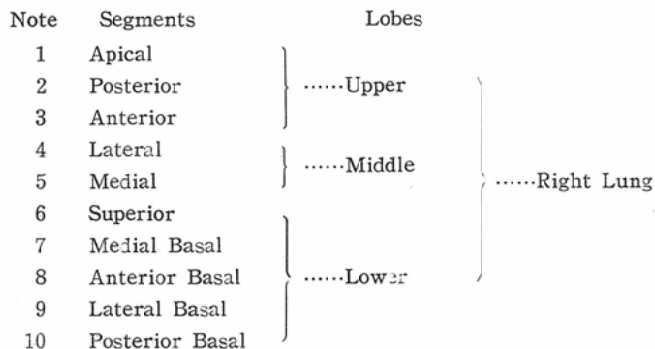 Note Segments Lobes
1 Apical
2 Posterior ……Upper
3 Anterior
4 Lateral
5 Medial ……Middle
6 Superior ……Right Lung
7 Medial Basal
8 Anterior Basal ……Lower
9 Lateral Basal
10 Posterior Basal